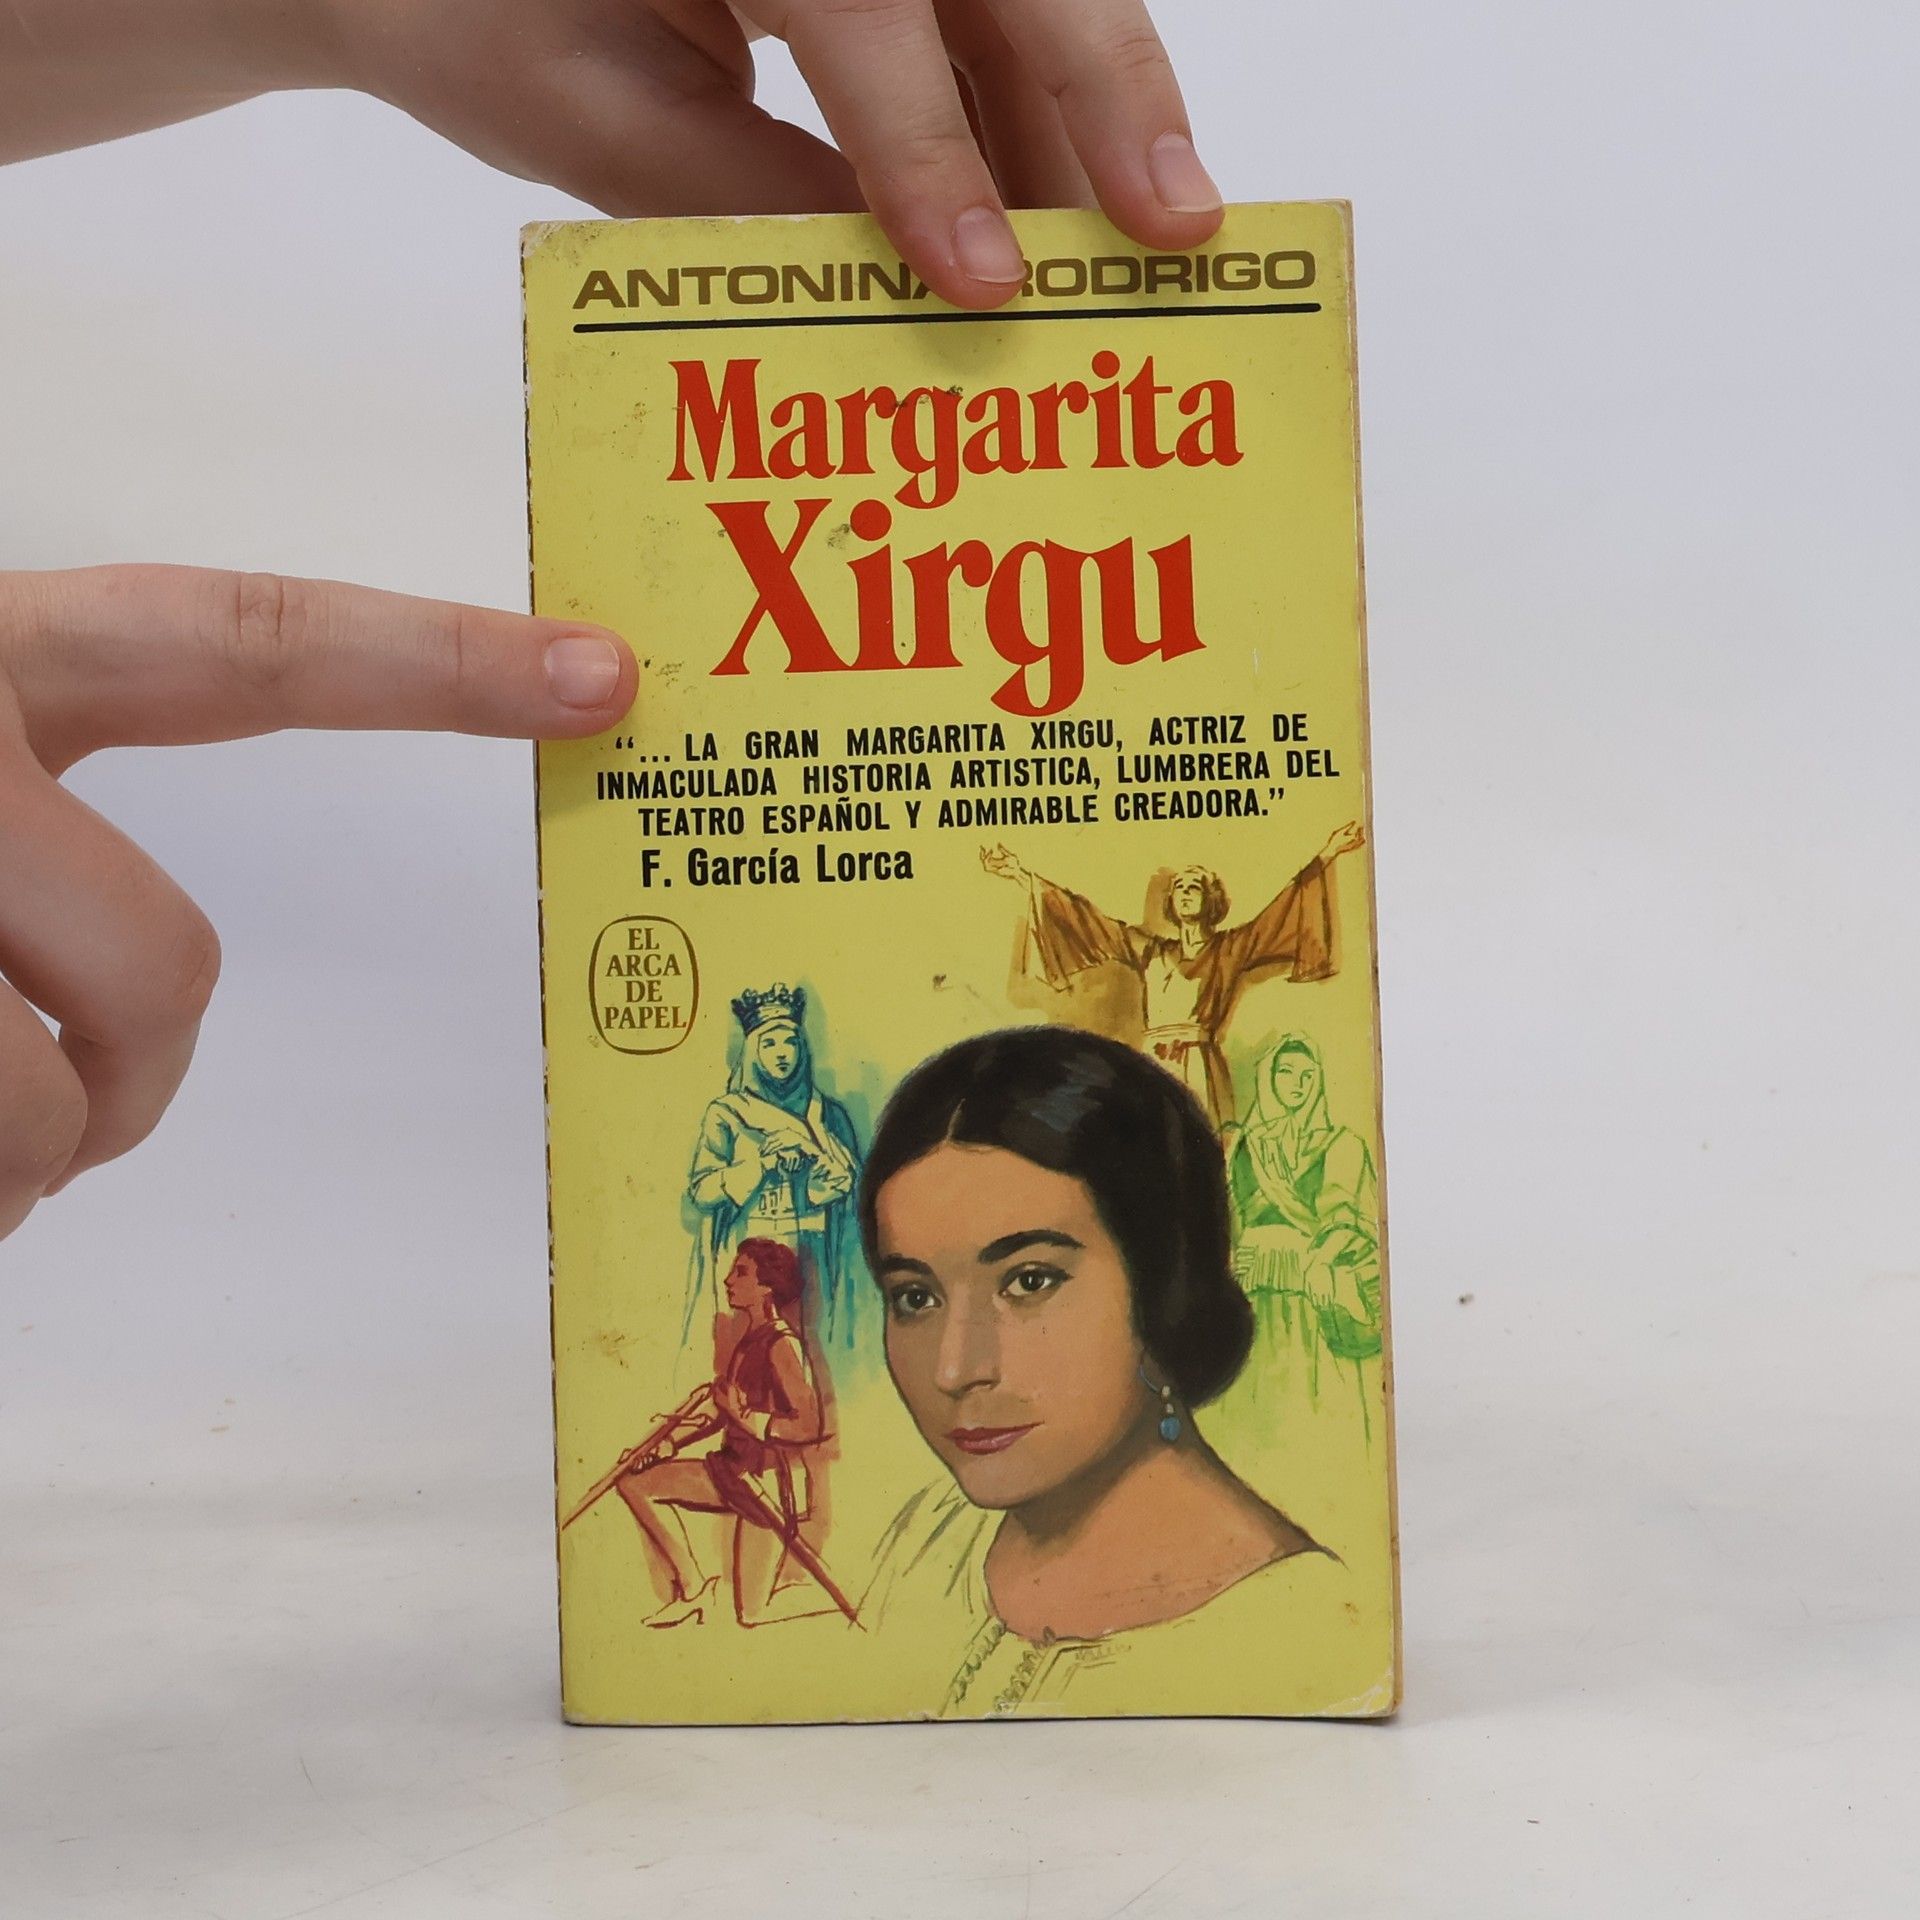 ANTONINA RODRIGO
Margarita
Xirgu
“... LA GRAN MARGARITA XIRGU, ACTRIZ DE
INMACULADA HISTORIA ARTISTICA, LUMBRERA DEL
TEATRO ESPAÑOL Y ADMIRABLE CREADORA.”
F. García Lorca
EL
ARCA
DE
PAPEL